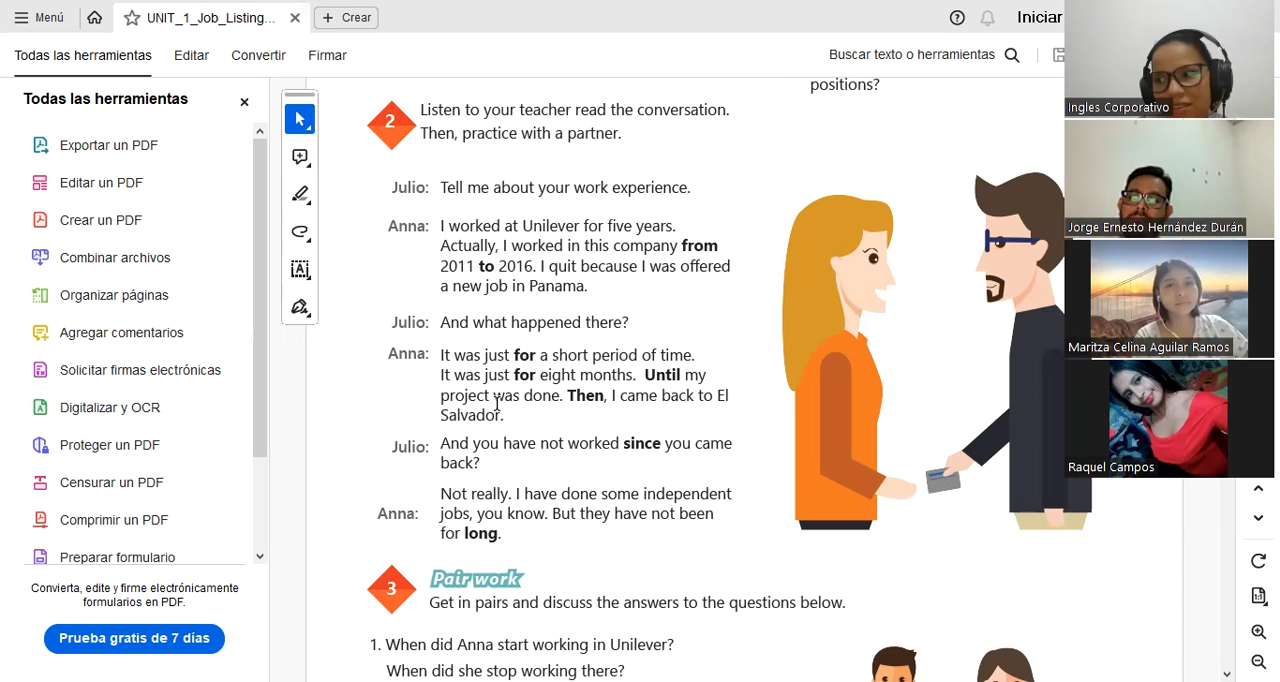 Menú
UNIT_1_Job_Listing...
Crear
Iniciar
Todas las herramientas
Editar
Convertir
Firmar
Buscar texto o herramientas
Todas las herramientas
Exportar un PDF
Editar un PDF
Crear un PDF
Combinar archivos
Organizar páginas
Agregar comentarios
Solicitar firmas electrónicas
Digitalizar y OCR
Proteger un PDF
Censurar un PDF
Comprimir un PDF
Preparar formulario
Convierta, edite y firme electrónicamente
formularios en PDF.
Prueba gratis de 7 días
positions?
2
Listen to your teacher read the conversation.
Then, practice with a partner.
Julio: Tell me about your work experience.
Anna: I worked at Unilever for five years.
Actually, I worked in this company from
2011 to 2016. I quit because I was offered
a new job in Panama.
Julio: And what happened there?
Anna: It was just for a short period of time.
It was just for eight months. Until my
project was done. Then, I came back to El
Salvador.
Julio: And you have not worked since you came
back?
Anna: Not really. I have done some independent
jobs, you know. But they have not been
for long.
3
Pair work
Get in pairs and discuss the answers to the questions below.
1. When did Anna start working in Unilever?
When did she stop working there?
Ingles Corporativo
Jorge Ernesto Hernández Durán
Maritza Celina Aguilar Ramos
Raquel Campos